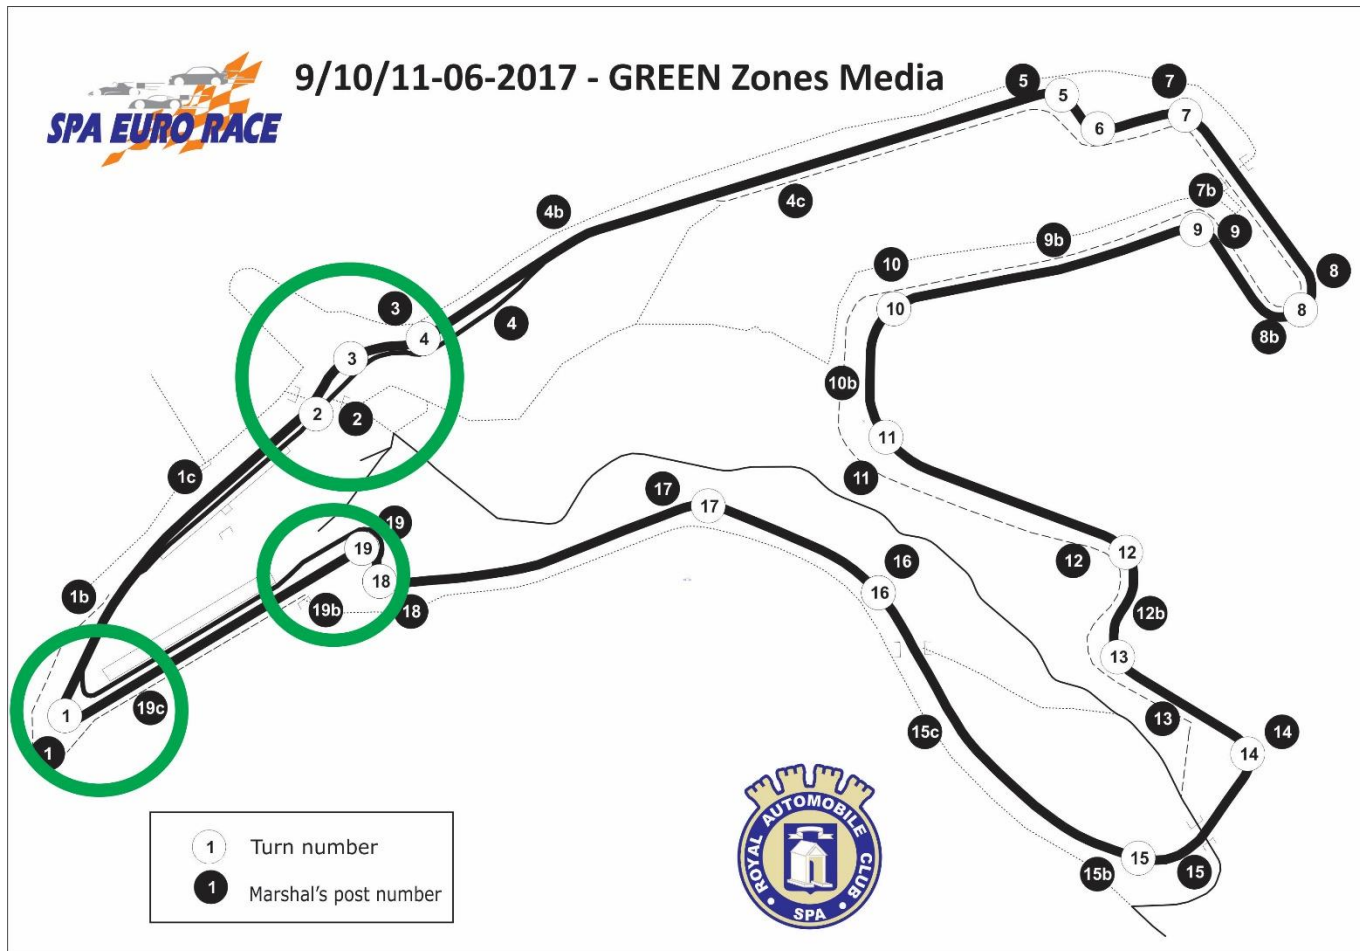 9/10/11-06-2017 - GREEN Zones Media
SPA EURO RACE
5
5
7
6
7
4b
4c
7b
9
9
9b
10
8
3
4
4
10
8
8b
3
10b
2
2
11
1c
11
17
17
19
19
12
12
16
18
16
1b
19b
18
12b
13
1
19c
13
15c
14
14
1
15
15b
15
1 Turn number
1 Marshal's post number
ROYAL AUTOMOBILE CLUB
SPA